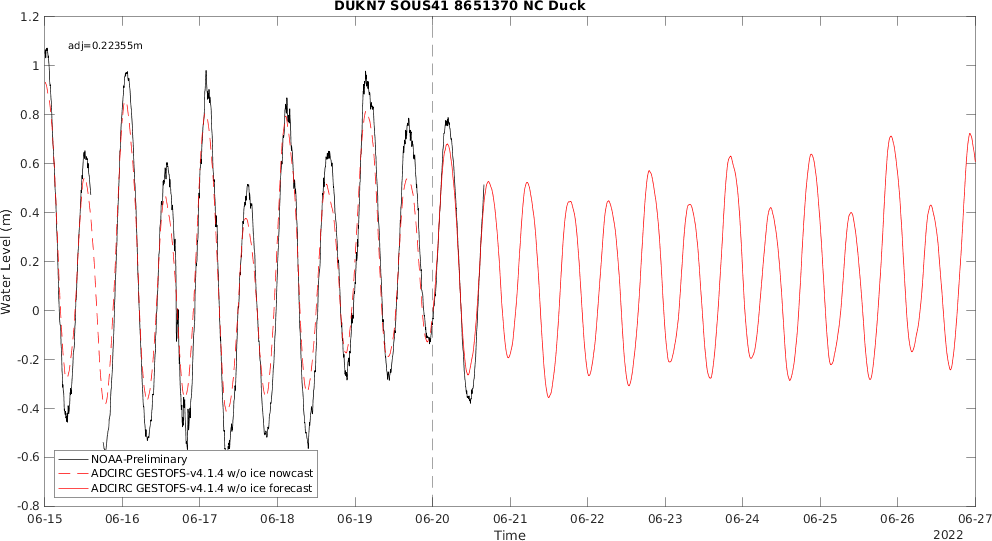 DUKN7 SOUS41 8651370 NC Duck
adj=0.22355m
1.2
1
0.8
0.6
0.4
0.2
0
-0.2
-0.4
-0.6
-0.8
Water Level (m)
NOAA-Preliminary
ADCIRC GESTOFS-v4.1.4 w/o ice nowcast
ADCIRC GESTOFS-v4.1.4 w/o ice forecast
06-15 06-16 06-17 06-18 06-19 06-20 06-21 06-22 06-23 06-24 06-25 06-26 06-27
Time
2022